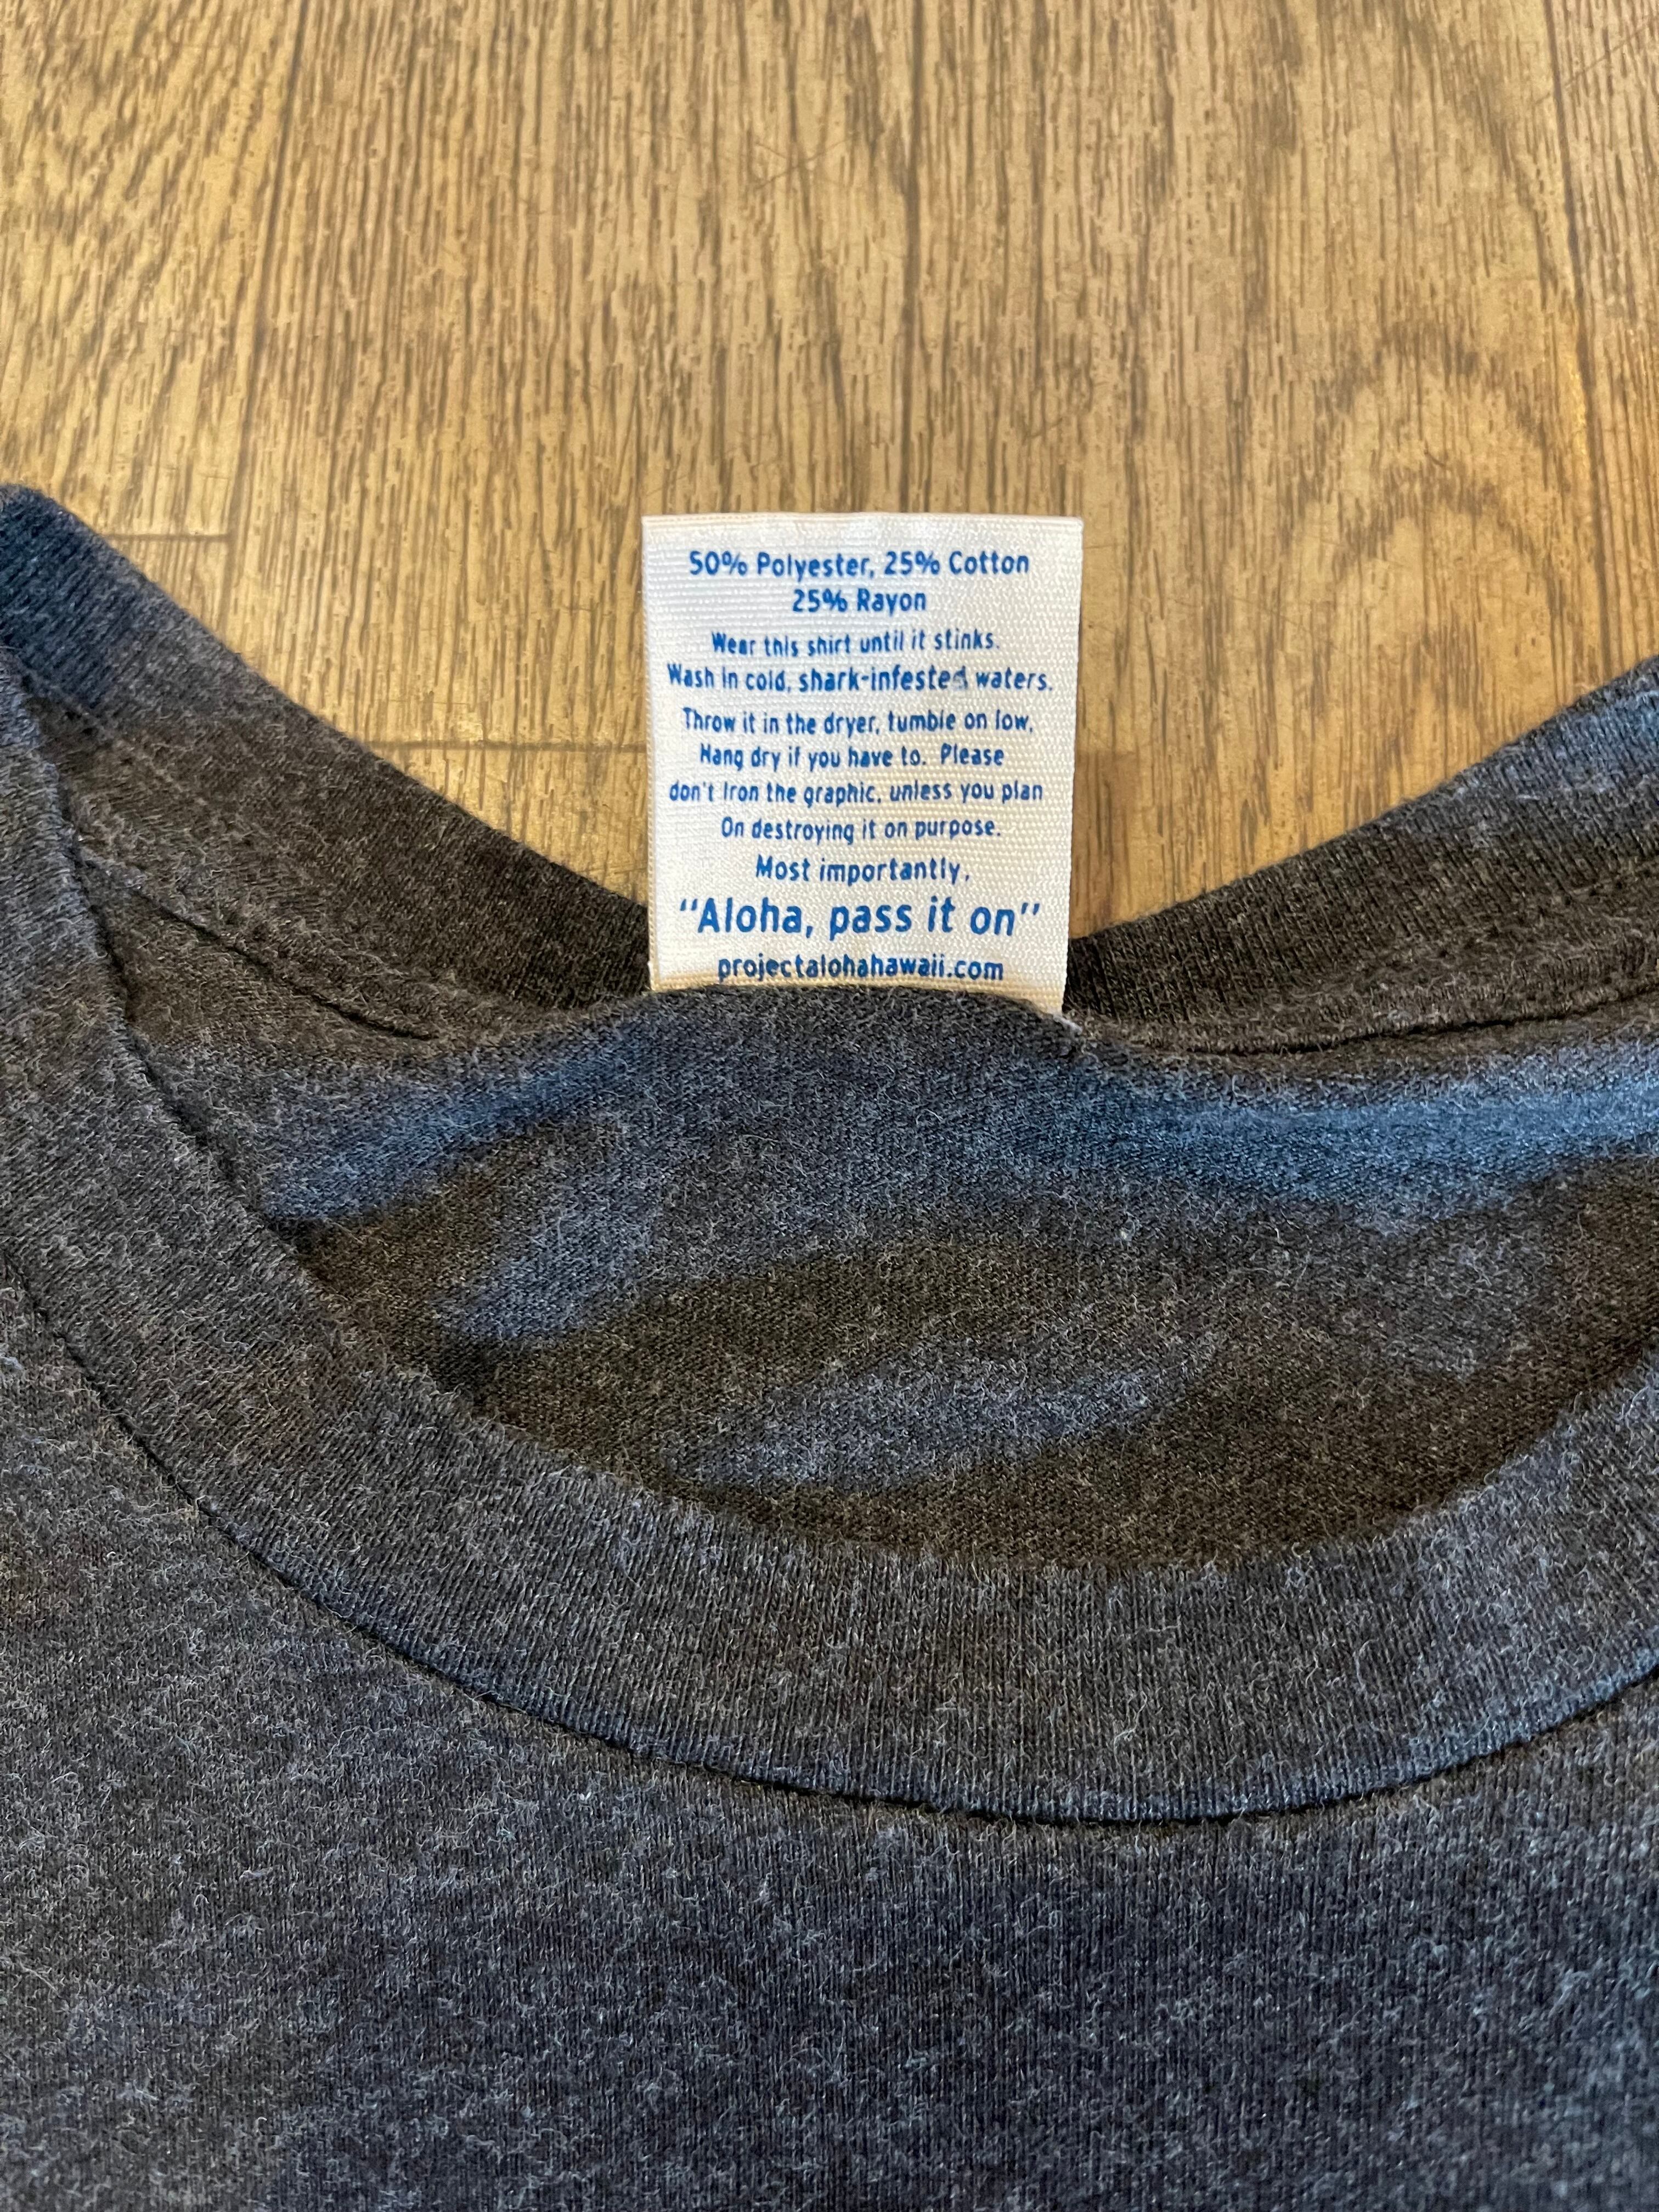 50% Polyester, 25% Cotton
25% Rayon
Wear this shirt until it stinks.
Wash in cold, shark-infested waters.
Throw it in the dryer, tumble on low,
Hang dry if you have to. Please
don't Iron the graphic, unless you plan
On destroying it on purpose.
Most importantly,
"Aloha, pass it on"
projectalohahawaii.com